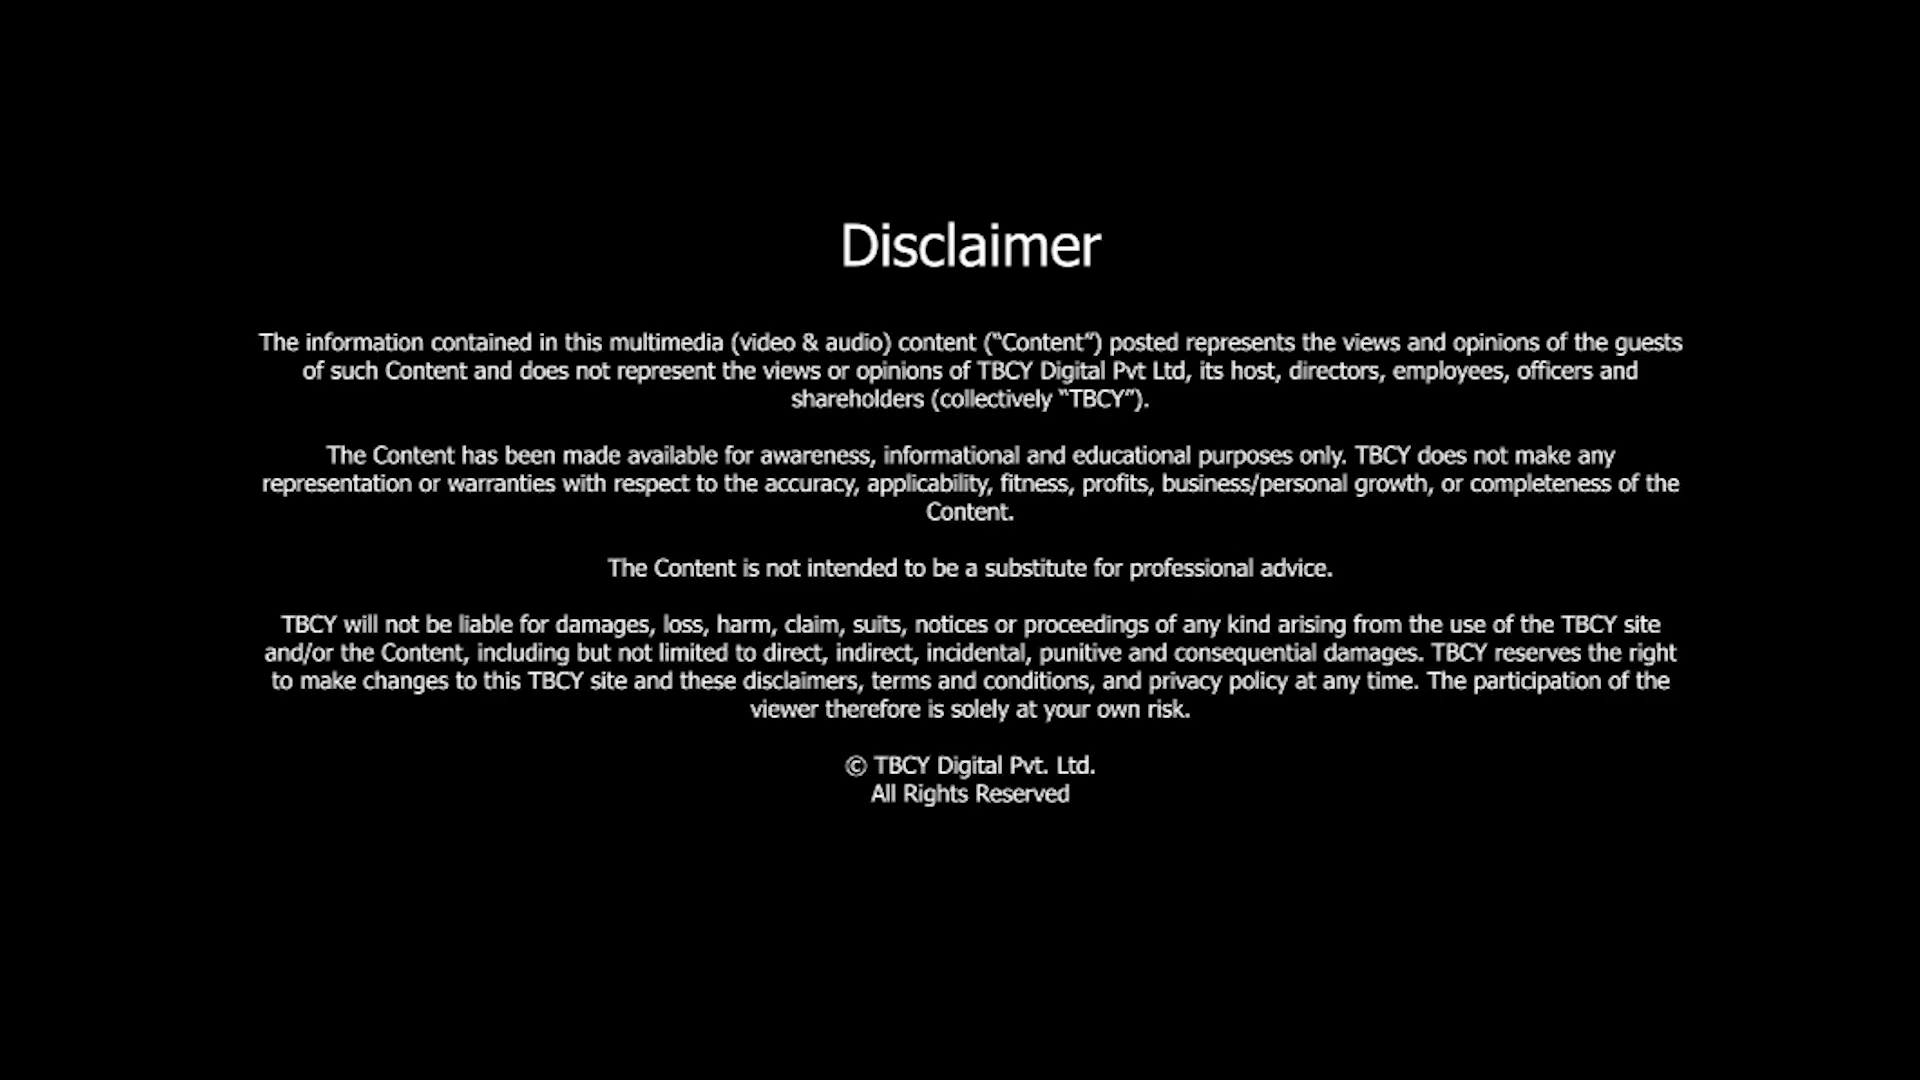 Disclaimer
The information contained in this multimedia (video & audio) content (“Content”) posted represents the views and opinions of the guests
of such Content and does not represent the views or opinions of TBCY Digital Pvt Ltd, its host, directors, employees, officers and
shareholders (collectively “TBCY”).
The Content has been made available for awareness, informational and educational purposes only. TBCY does not make any
representation or warranties with respect to the accuracy, applicability, fitness, profits, business/personal growth, or completeness of the
Content.
The Content is not intended to be a substitute for professional advice.
TBCY will not be liable for damages, loss, harm, claim, suits, notices or proceedings of any kind arising from the use of the TBCY site
and/or the Content, including but not limited to direct, indirect, incidental, punitive and consequential damages. TBCY reserves the right
to make changes to this TBCY site and these disclaimers, terms and conditions, and privacy policy at any time. The participation of the
viewer therefore is solely at your own risk.
© TBCY Digital Pvt. Ltd.
All Rights Reserved